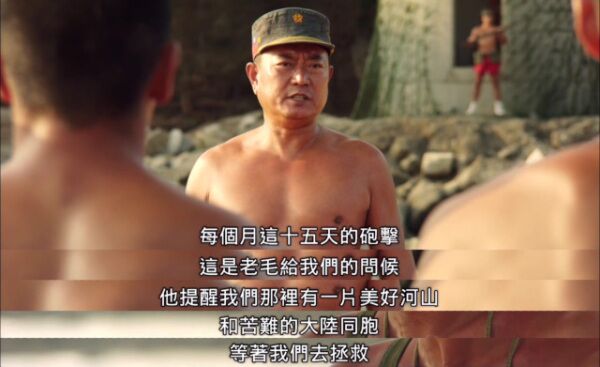 每個月這十五天的砲擊
這是老毛給我們的問候
他提醒我們那裡有一片美好河山
和苦難的大陸同胞
等著我們去拯救